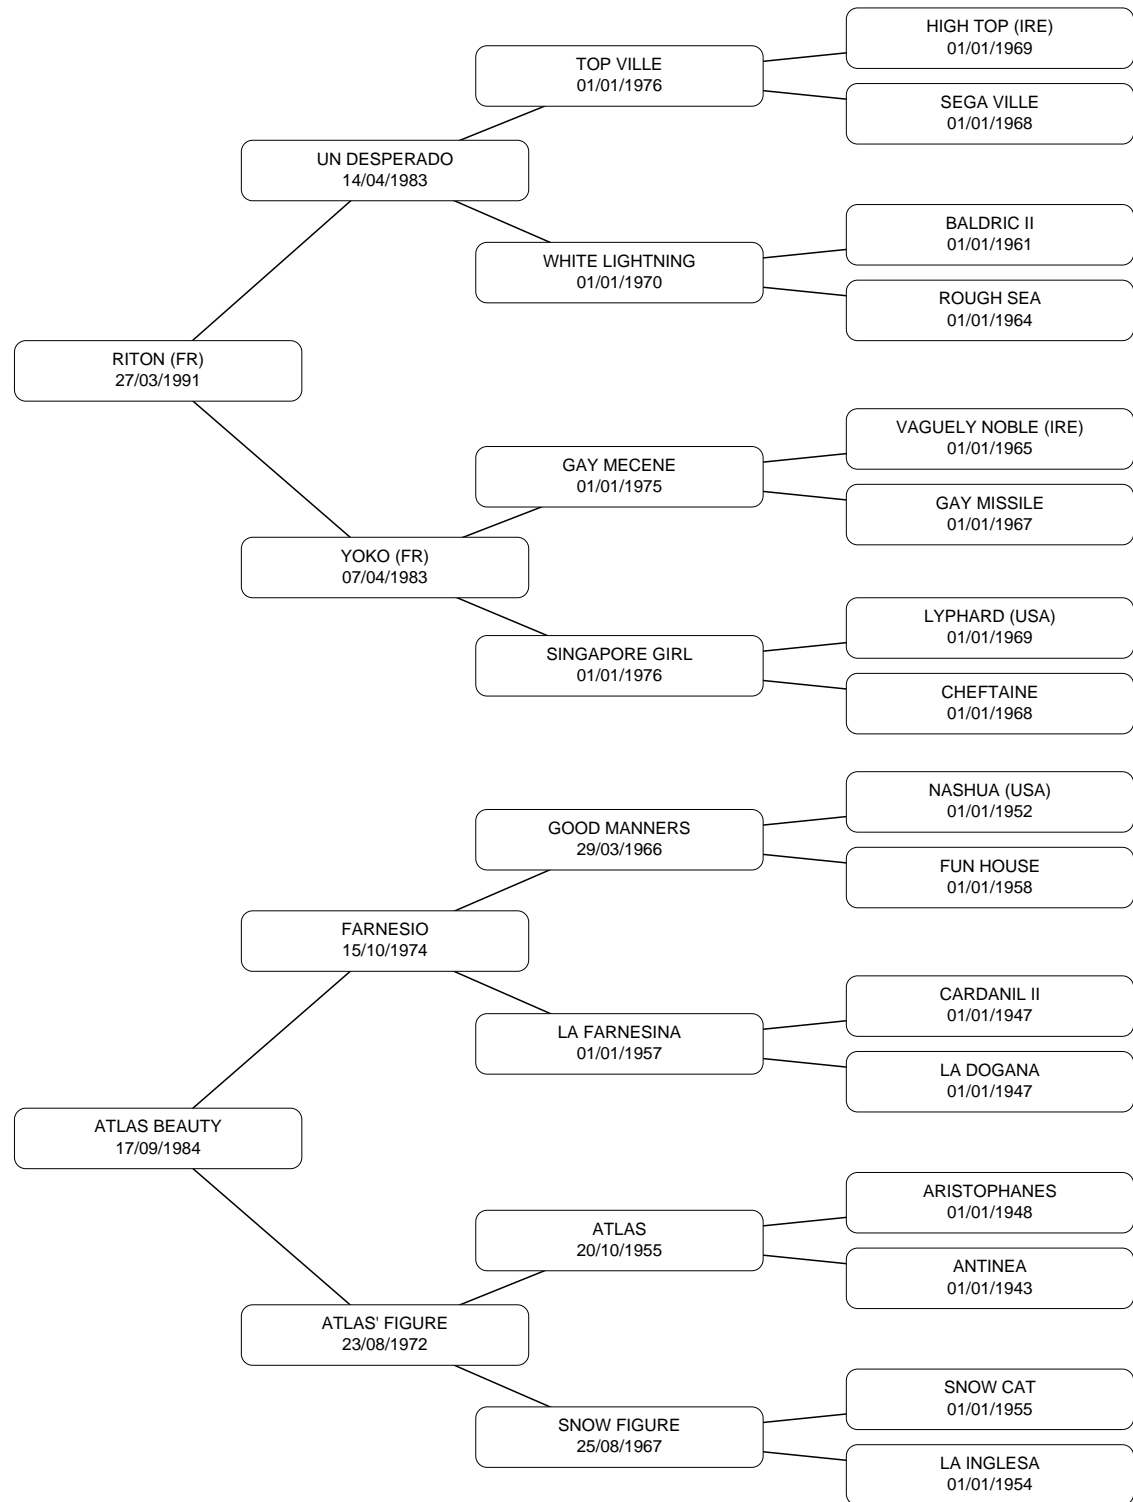 HIGH TOP (IRE)
01/01/1969
TOP VILLE
01/01/1976
SEGA VILLE
01/01/1968
UN DESPERADO
14/04/1983
BALDRIC II
01/01/1961
WHITE LIGHTNING
01/01/1970
ROUGH SEA
01/01/1964
RITON (FR)
27/03/1991
VAGUELY NOBLE (IRE)
01/01/1965
GAY MECENE
01/01/1975
GAY MISSILE
01/01/1967
YOKO (FR)
07/04/1983
LYPHARD (USA)
01/01/1969
SINGAPORE GIRL
01/01/1976
CHEFTAINE
01/01/1968
NASHUA (USA)
01/01/1952
GOOD MANNERS
29/03/1966
FUN HOUSE
01/01/1958
FARNESIO
15/10/1974
CARDANIL II
01/01/1947
LA FARNESINA
01/01/1957
LA DOGANA
01/01/1947
ATLAS BEAUTY
17/09/1984
ARISTOPHANES
01/01/1948
ATLAS
20/10/1955
ANTINEA
01/01/1943
ATLAS' FIGURE
23/08/1972
SNOW CAT
01/01/1955
SNOW FIGURE
25/08/1967
LA INGLESA
01/01/1954